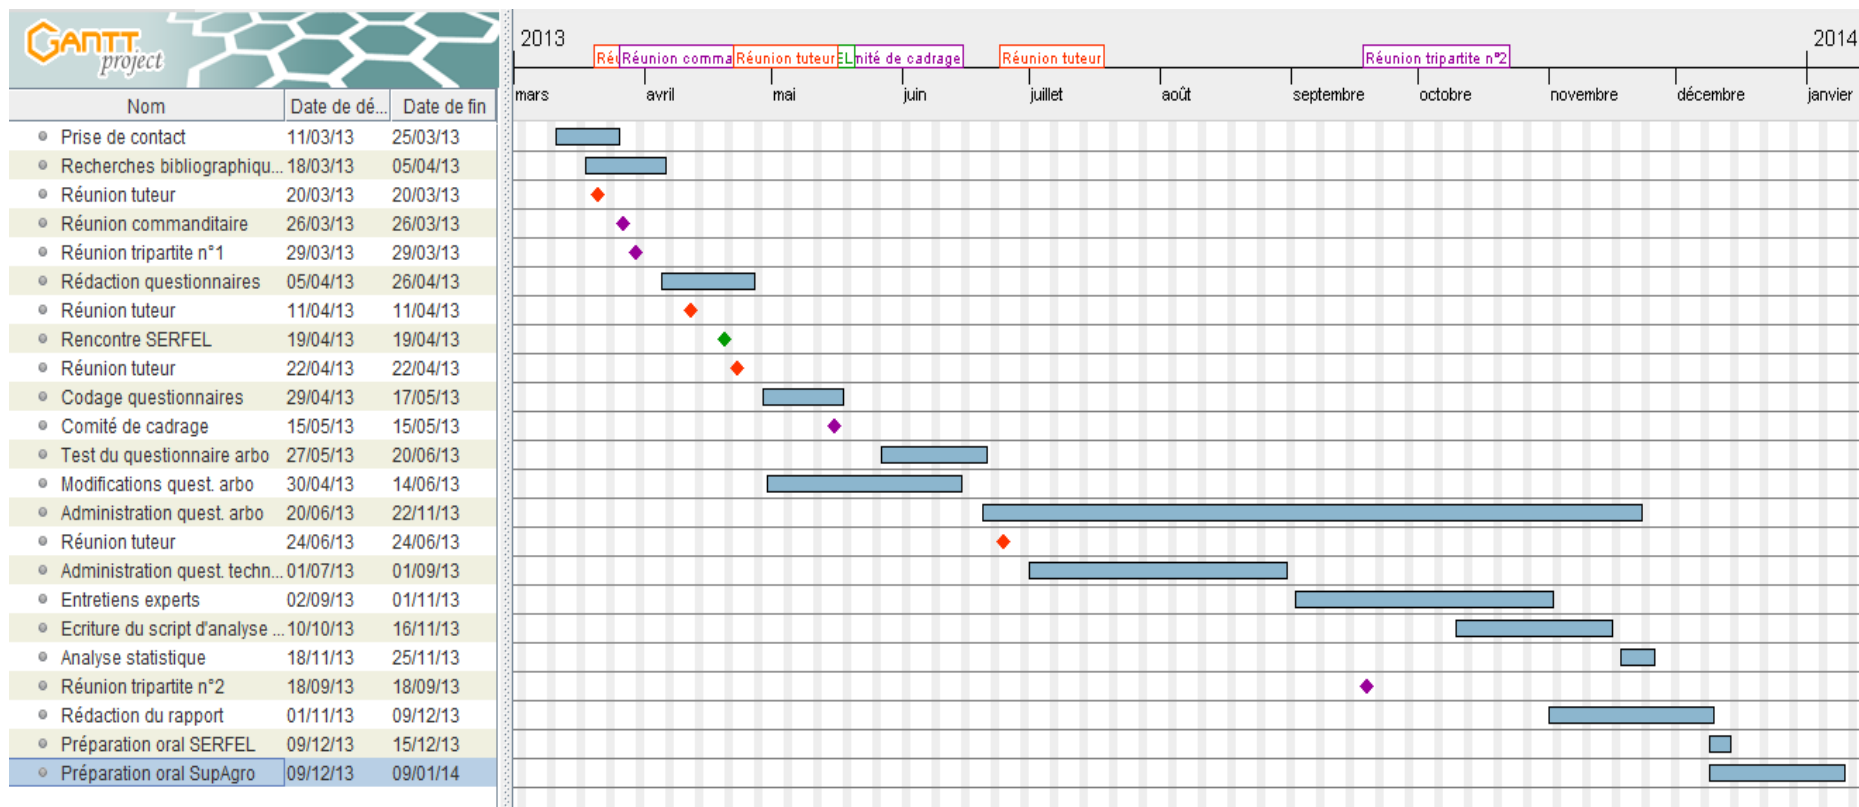 GANTT
project
2013
2014
Réu
Réunion comma
Réunion tuteur
EL
mité de cadrage
Réunion tuteur
Réunion tripartite n°2
mars avril mai juin juillet août septembre octobre novembre décembre janvier
Nom Date de dé... Date de fin
Prise de contact 11/03/13 25/03/13
Recherches bibliographiqu... 18/03/13 05/04/13
Réunion tuteur 20/03/13 20/03/13
Réunion commanditaire 26/03/13 26/03/13
Réunion tripartite n°1 29/03/13 29/03/13
Rédaction questionnaires 05/04/13 26/04/13
Réunion tuteur 11/04/13 11/04/13
Rencontre SERFEL 19/04/13 19/04/13
Réunion tuteur 22/04/13 22/04/13
Codage questionnaires 29/04/13 17/05/13
Comité de cadrage 15/05/13 15/05/13
Test du questionnaire arbo 27/05/13 20/06/13
Modifications quest. arbo 30/04/13 14/06/13
Administration quest. arbo 20/06/13 22/11/13
Réunion tuteur 24/06/13 24/06/13
Administration quest. techn... 01/07/13 01/09/13
Entretiens experts 02/09/13 01/11/13
Ecriture du script d'analyse ... 10/10/13 16/11/13
Analyse statistique 18/11/13 25/11/13
Réunion tripartite n°2 18/09/13 18/09/13
Rédaction du rapport 01/11/13 09/12/13
Préparation oral SERFEL 09/12/13 15/12/13
Préparation oral SupAgro 09/12/13 09/01/14